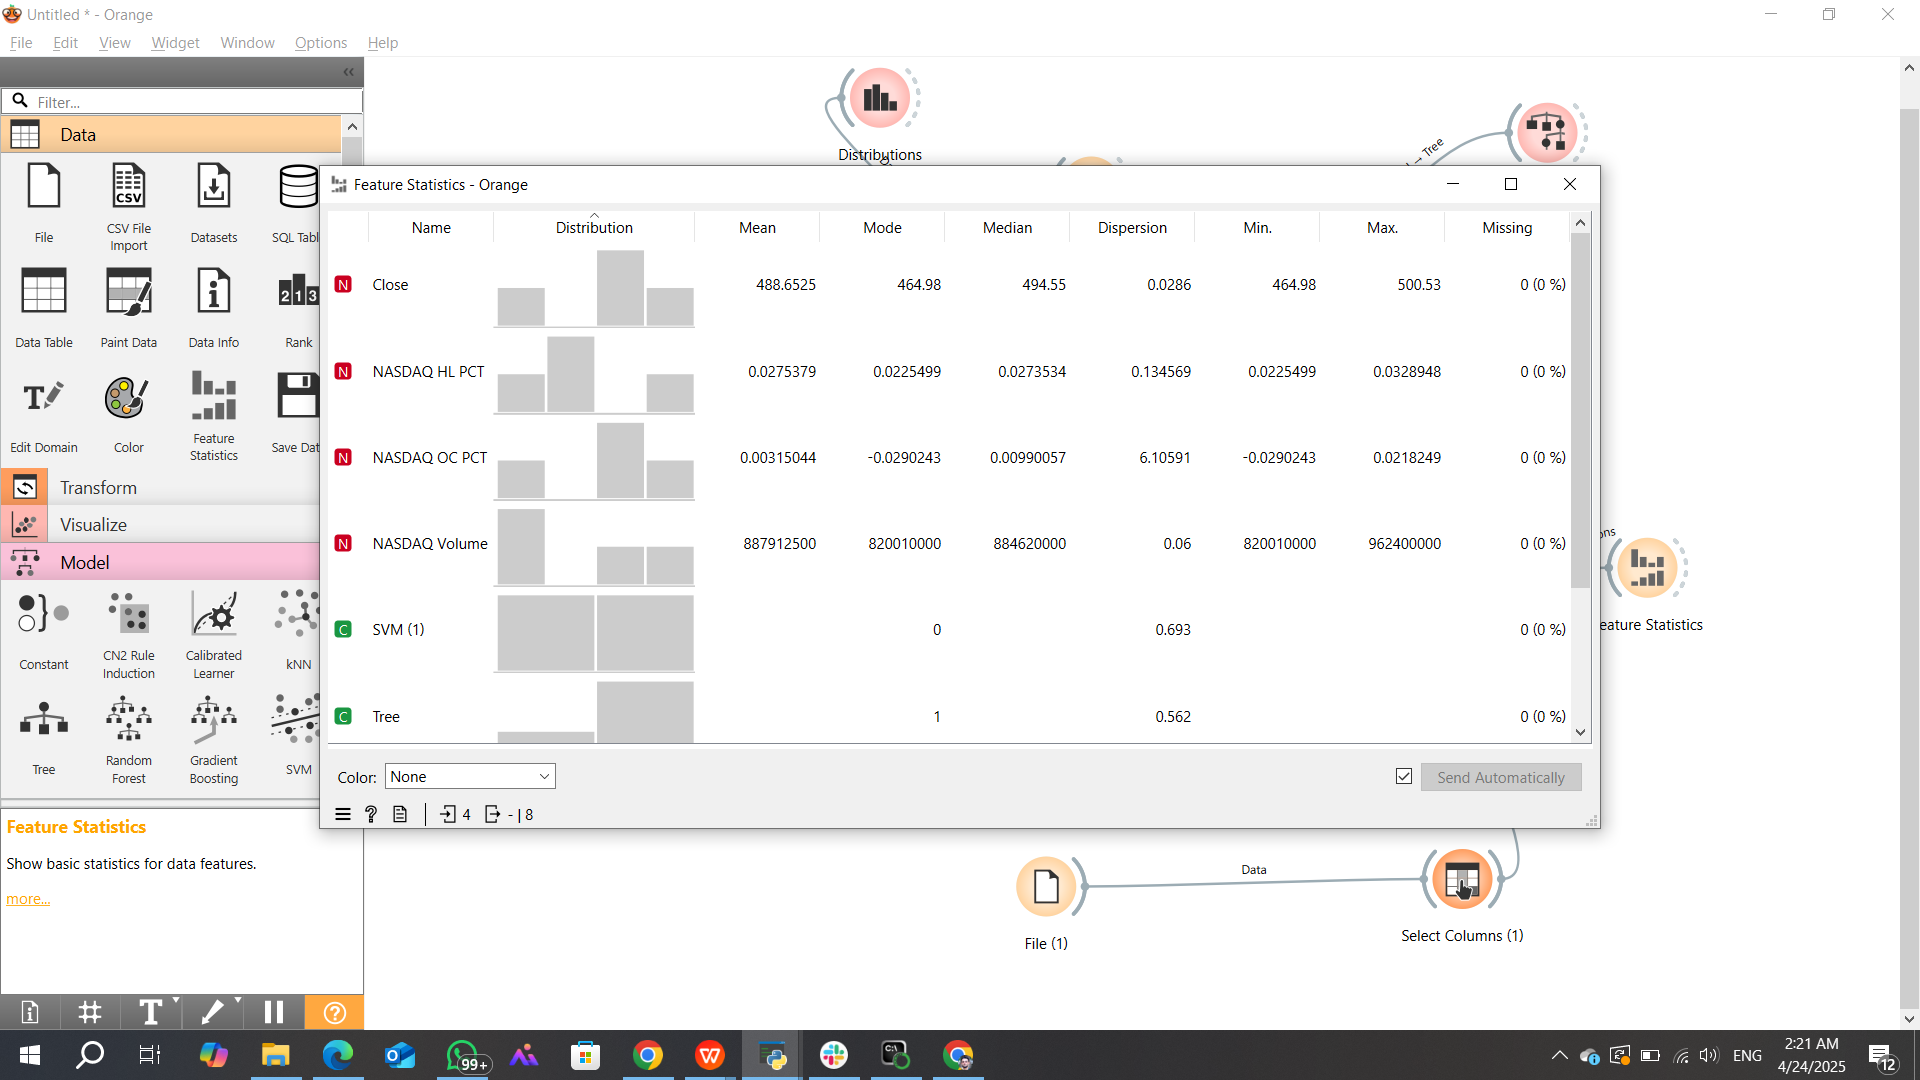 Untitled * - Orange
File Edit View Widget Window Options Help
Filter...
Data
File
CSV File
Import
Datasets
SQL Tabl
Data Table
Paint Data
Data Info
Rank
Edit Domain
Color
Feature
Statistics
Save Dat
Transform
Visualize
Model
Constant
CN2 Rule
Induction
Calibrated
Learner
kNN
Tree
Random
Forest
Gradient
Boosting
SVM
Feature Statistics
Show basic statistics for data features.
more...
Distributions
→ Tree
Feature Statistics - Orange
Name Distribution Mean Mode Median Dispersion Min. Max. Missing
N Close 488.6525 464.98 494.55 0.0286 464.98 500.53 0 (0 %)
N NASDAQ HL PCT 0.0275379 0.0225499 0.0273534 0.134569 0.0225499 0.0328948 0 (0 %)
N NASDAQ OC PCT 0.00315044 -0.0290243 0.00990057 6.10591 -0.0290243 0.0218249 0 (0 %)
N NASDAQ Volume 887912500 820010000 884620000 0.06 820010000 962400000 0 (0 %)
C SVM (1) 0 0.693 0 (0 %)
C Tree 1 0.562 0 (0 %)
Color: None
Send Automatically
? 4 - | 8
ons
eature Statistics
Data
File (1)
Select Columns (1)
99+
ENG
2:21 AM
4/24/2025
12